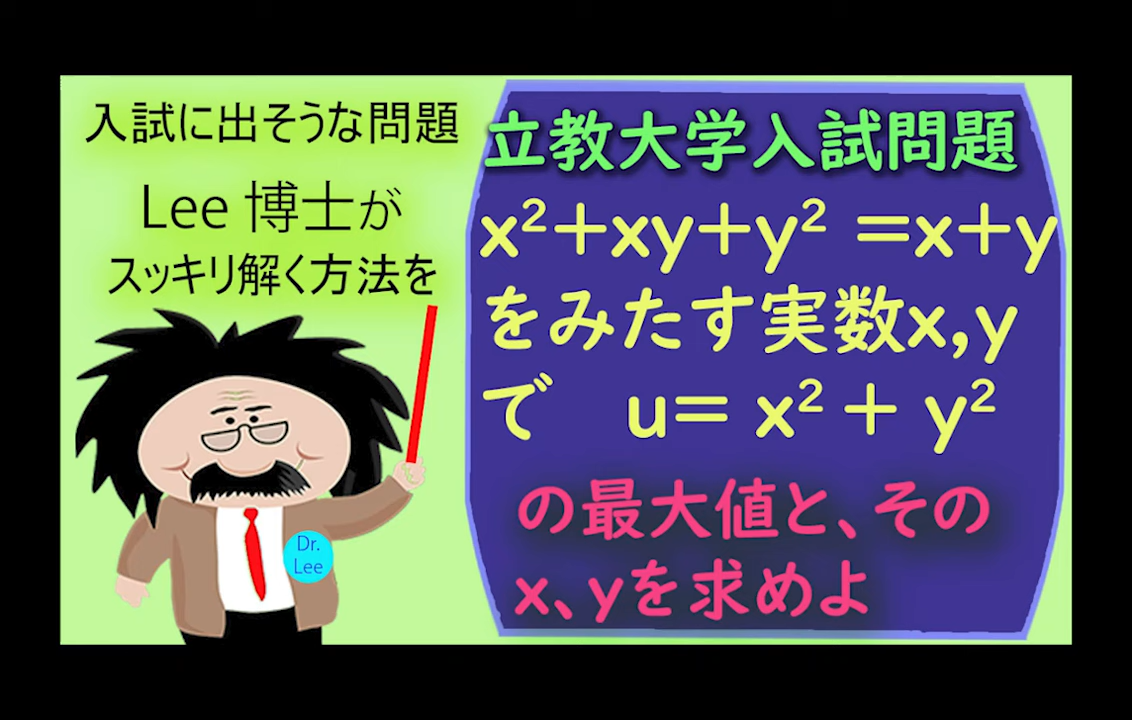 入試に出そうな問題
Lee 博士が
スッキリ解く方法を
Dr.
Lee
立教大学入試問題
x²+xy+y² =x+y
をみたす実数x,y
で u= x² + y²
の最大値と、その
x、yを求めよ